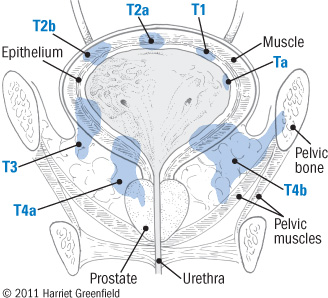 T2a
T1
T2b
Muscle
Epithelium
Ta
T3
Pelvic
bone
T4a
T4b
Pelvic
muscles
Prostate
Urethra
© 2011 Harriet Greenfield